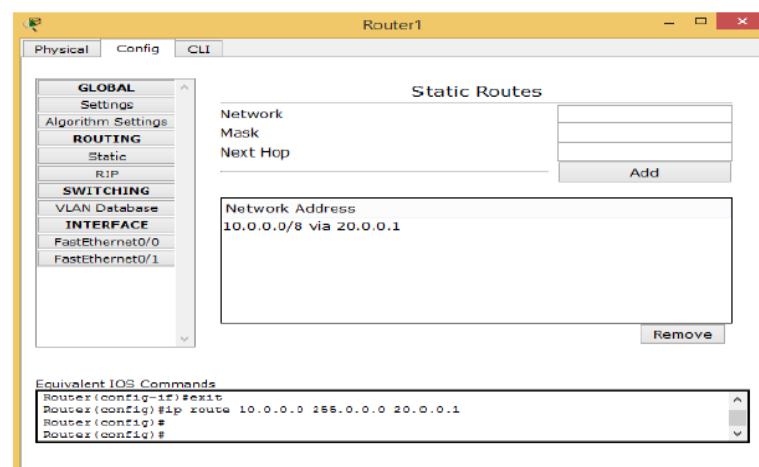 Router1
Physical Config CLI
GLOBAL
Settings
Algorithm Settings
ROUTING
Static
RIP
SWITCHING
VLAN Database
INTERFACE
FastEthernet0/0
FastEthernet0/1
Static Routes
Network
Mask
Next Hop
Add
Network Address
10.0.0.0/8 via 20.0.0.1
Remove
Equivalent IOS Commands
Router(config-if)#exit
Router(config)#ip route 10.0.0.0 255.0.0.0 20.0.0.1
Router(config)#
Router(config)#